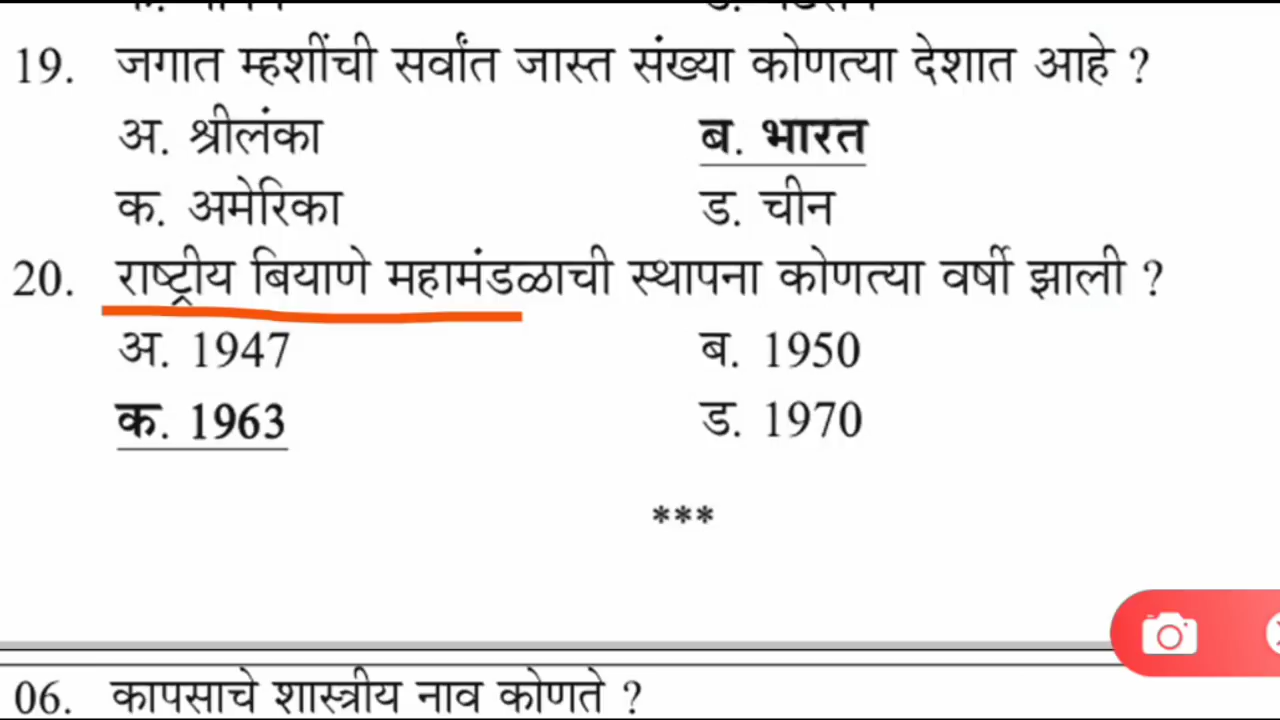 19. जगात म्हशींची सर्वांत जास्त संख्या कोणत्या देशात आहे ?
अ. श्रीलंका ब. भारत
क. अमेरिका ड. चीन
20. राष्ट्रीय बियाणे महामंडळाची स्थापना कोणत्या वर्षी झाली ?
अ. 1947 ब. 1950
क. 1963 ड. 1970
***
06. कापसाचे शास्त्रीय नाव कोणते ?